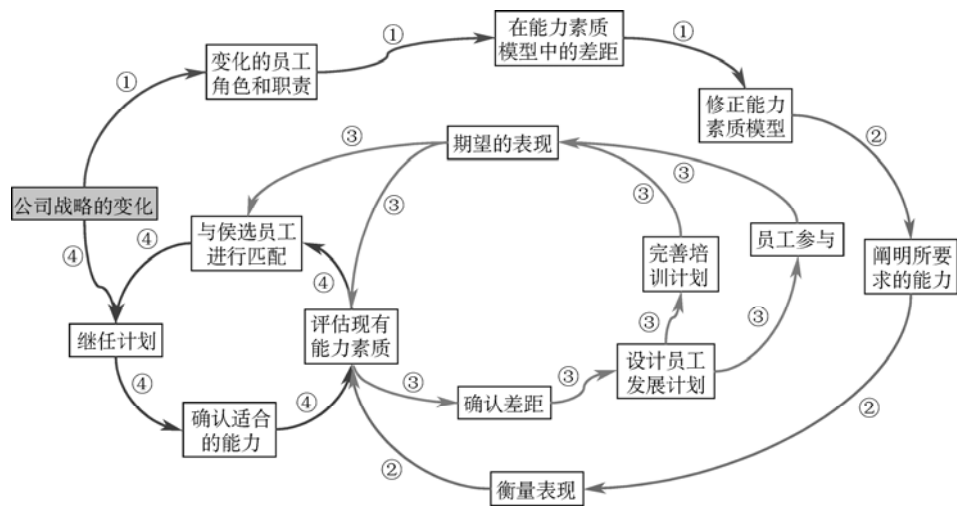 ①
变化的员工
角色和职责
①
在能力素质
模型中的差距
①
修正能力
素质模型
②
阐明所要
求的能力
②
衡量表现
②
公司战略的变化
④
继任计划
④
确认适合
的能力
④
评估现有
能力素质
④
与侯选员工
进行匹配
④
③
确认差距
③
设计员工
发展计划
③
完善培
训计划
③
③
员工参与
③
期望的表现
③
③